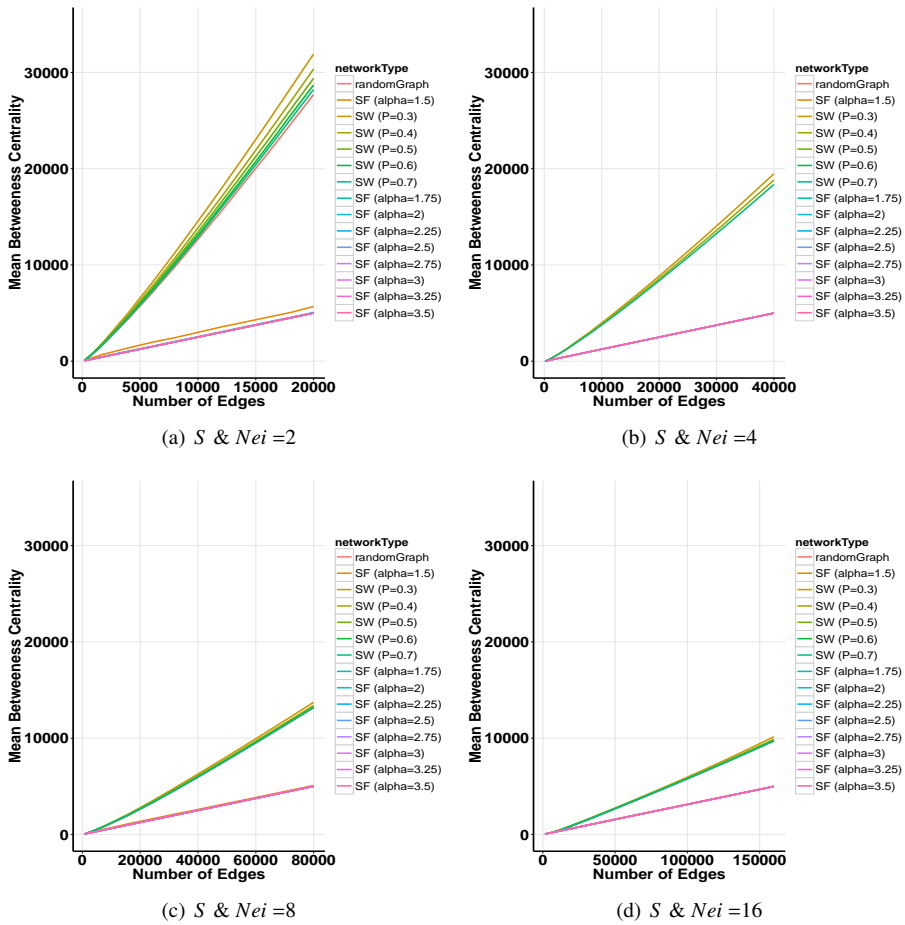 Mean Betweeness Centrality
30000
20000
10000
0
0 5000 10000 15000 20000
Number of Edges
networkType
randomGraph
SF (alpha=1.5)
SW (P=0.3)
SW (P=0.4)
SW (P=0.5)
SW (P=0.6)
SW (P=0.7)
SF (alpha=1.75)
SF (alpha=2)
SF (alpha=2.25)
SF (alpha=2.5)
SF (alpha=2.75)
SF (alpha=3)
SF (alpha=3.25)
SF (alpha=3.5)
(a) S & Nei =2
Mean Betweeness Centrality
30000
20000
10000
0
0 10000 20000 30000 40000
Number of Edges
networkType
randomGraph
SF (alpha=1.5)
SW (P=0.3)
SW (P=0.4)
SW (P=0.5)
SW (P=0.6)
SW (P=0.7)
SF (alpha=1.75)
SF (alpha=2)
SF (alpha=2.25)
SF (alpha=2.5)
SF (alpha=2.75)
SF (alpha=3)
SF (alpha=3.25)
SF (alpha=3.5)
(b) S & Nei =4
Mean Betweeness Centrality
30000
20000
10000
0
0 20000 40000 60000 80000
Number of Edges
networkType
randomGraph
SF (alpha=1.5)
SW (P=0.3)
SW (P=0.4)
SW (P=0.5)
SW (P=0.6)
SW (P=0.7)
SF (alpha=1.75)
SF (alpha=2)
SF (alpha=2.25)
SF (alpha=2.5)
SF (alpha=2.75)
SF (alpha=3)
SF (alpha=3.25)
SF (alpha=3.5)
(c) S & Nei =8
Mean Betweeness Centrality
30000
20000
10000
0
0 50000 100000 150000
Number of Edges
networkType
randomGraph
SF (alpha=1.5)
SW (P=0.3)
SW (P=0.4)
SW (P=0.5)
SW (P=0.6)
SW (P=0.7)
SF (alpha=1.75)
SF (alpha=2)
SF (alpha=2.25)
SF (alpha=2.5)
SF (alpha=2.75)
SF (alpha=3)
SF (alpha=3.25)
SF (alpha=3.5)
(d) S & Nei =16